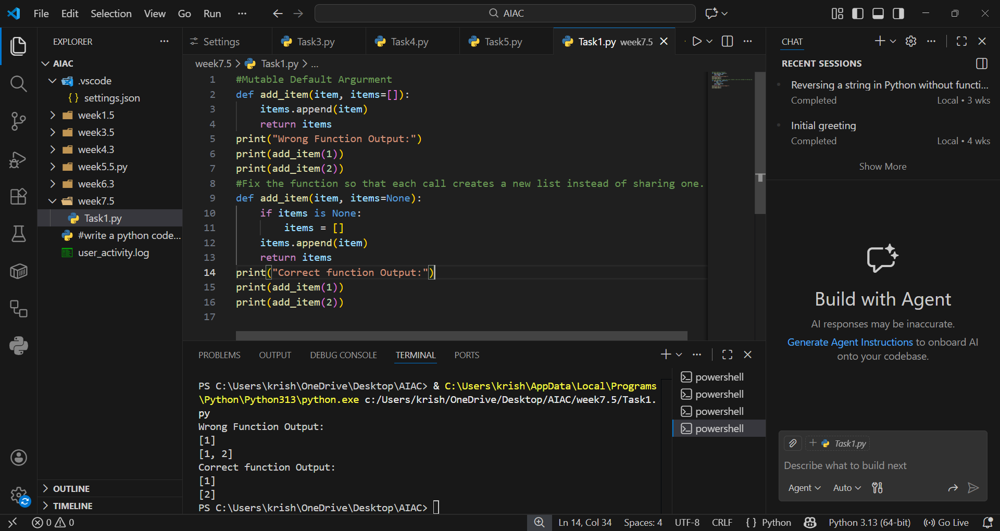 File Edit Selection View Go Run ···
AIAC
EXPLORER ···
AIAC
.vscode
{ } settings.json
week1.5
week3.5
week4.3
week5.5.py
week6.3
week7.5
Task1.py
#write a python code...
user_activity.log
OUTLINE
TIMELINE
Settings Task3.py Task4.py Task5.py Task1.py week7.5
week7.5 > Task1.py > ...
1 #Mutable Default Argurment
2 def add_item(item, items=[]):
3 items.append(item)
4 return items
5 print("Wrong Function Output:")
6 print(add_item(1))
7 print(add_item(2))
8 #Fix the function so that each call creates a new list instead of sharing one.
9 def add_item(item, items=None):
10 if items is None:
11 items = []
12 items.append(item)
13 return items
14 print("Correct function Output:")
15 print(add_item(1))
16 print(add_item(2))
17
PROBLEMS OUTPUT DEBUG CONSOLE TERMINAL PORTS
PS C:\Users\krish\OneDrive\Desktop\AIAC> & C:\Users\krish\AppData\Local\Programs
\Python\Python313\python.exe c:/Users/krish/OneDrive/Desktop/AIAC/week7.5/Task1.
py
Wrong Function Output:
[1]
[1, 2]
Correct function Output:
[1]
[2]
PS C:\Users\krish\OneDrive\Desktop\AIAC>
powershell
powershell
powershell
powershell
CHAT
RECENT SESSIONS
Reversing a string in Python without functi...
Completed Local • 3 wks
Initial greeting
Completed Local • 4 wks
Show More
Build with Agent
AI responses may be inaccurate.
Generate Agent Instructions to onboard AI
onto your codebase.
+ Task1.py
Describe what to build next
Agent Auto
0 0 Ln 14, Col 34 Spaces: 4 UTF-8 CRLF { } Python Python 3.13 (64-bit) Go Live